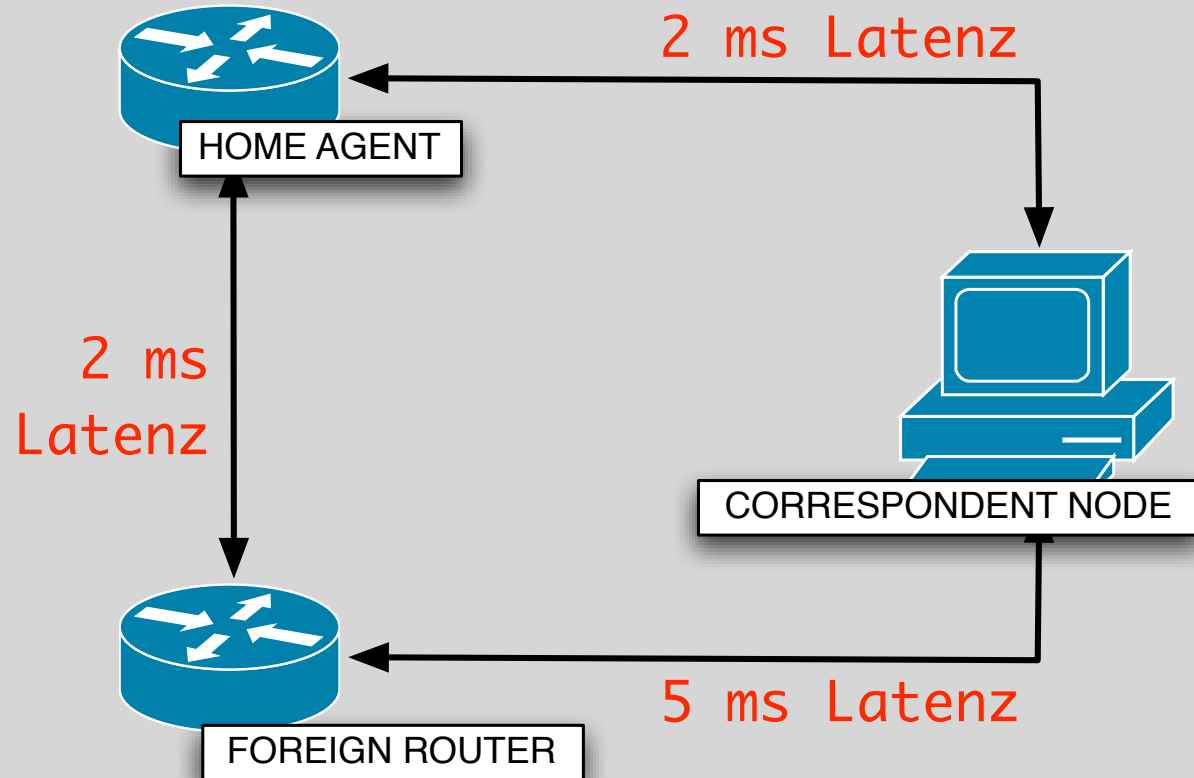 2 ms Latenz
HOME AGENT
2 ms
Latenz
CORRESPONDENT NODE
5 ms Latenz
FOREIGN ROUTER